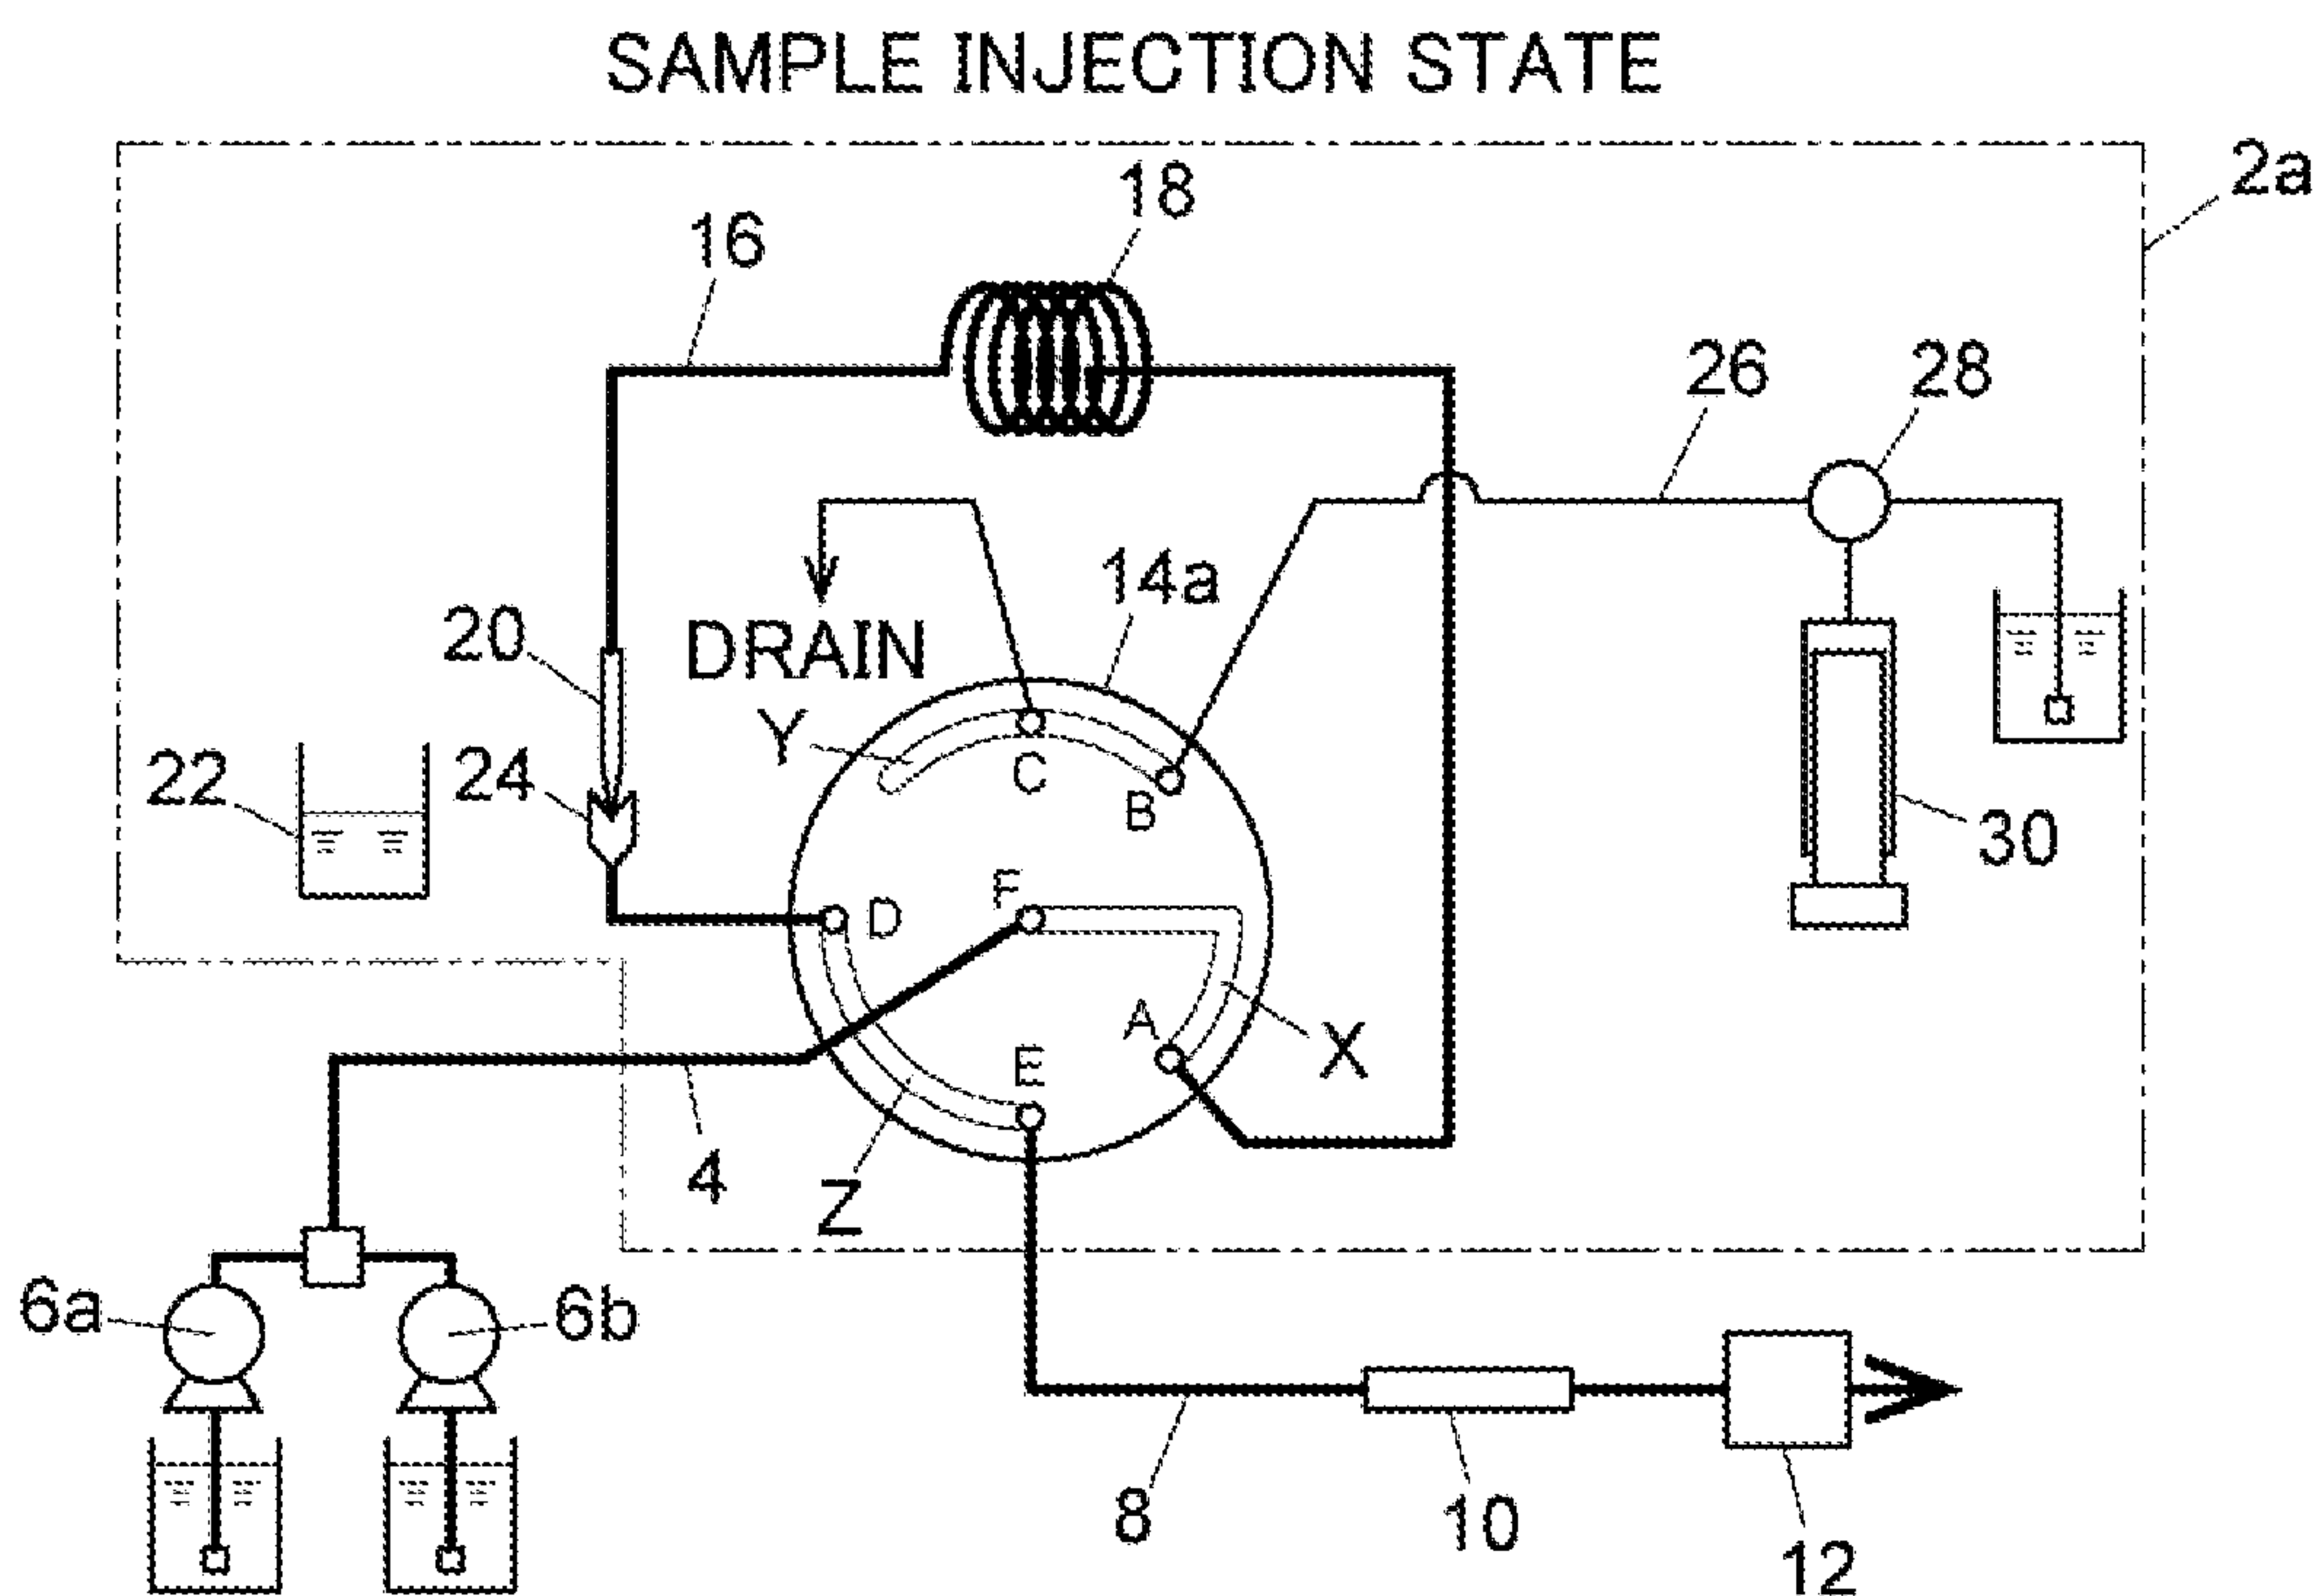 SAMPLE INJECTION STATE
2a
18
16
26
28
14a
20
DRAIN
Y
C
22
24
B
30
F
D
A
X
E
4
Z
6a
6b
8
10
12